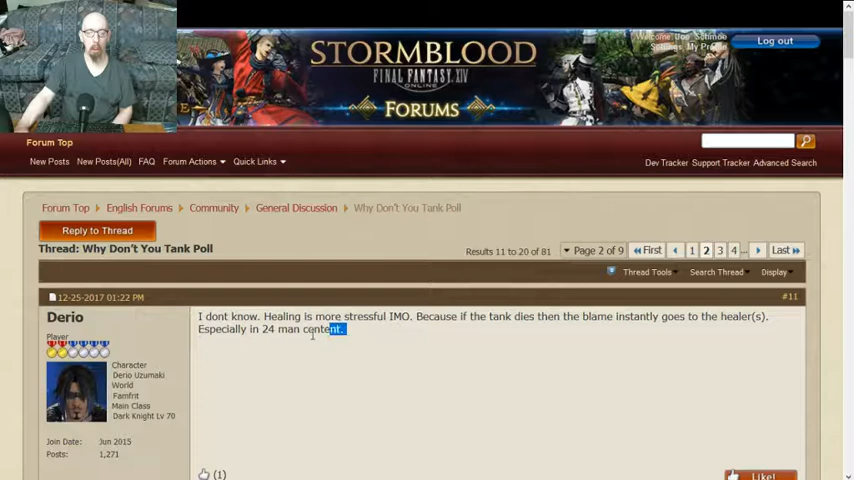 STORMBLOOD
FINAL FANTASY XIV
ONLINE
FORUMS
Welcome
Settings My Profile
Log out
Forum Top
New Posts New Posts(All) FAQ Forum Actions Quick Links
Dev Tracker Support Tracker Advanced Search
Forum Top English Forums Community General Discussion Why Don't You Tank Poll
Reply to Thread
Thread: Why Don't You Tank Poll
Results 11 to 20 of 81 Page 2 of 9 First 1 2 3 4 ... Last
Thread Tools Search Thread Display
12-25-2017 01:22 PM #11
Derio
Player
I dont know. Healing is more stressful IMO. Because if the tank dies then the blame instantly goes to the healer(s).
Especially in 24 man content.
Character
Derio Uzumaki
World
Famfrit
Main Class
Dark Knight Lv 70
Join Date: Jun 2015
Posts: 1,271
(1)
Like!